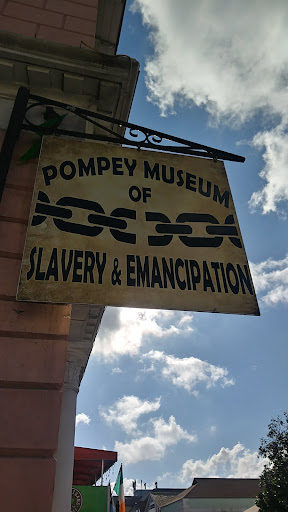 POMPEY MUSEUM
OF
SLAVERY & EMANCIPATION